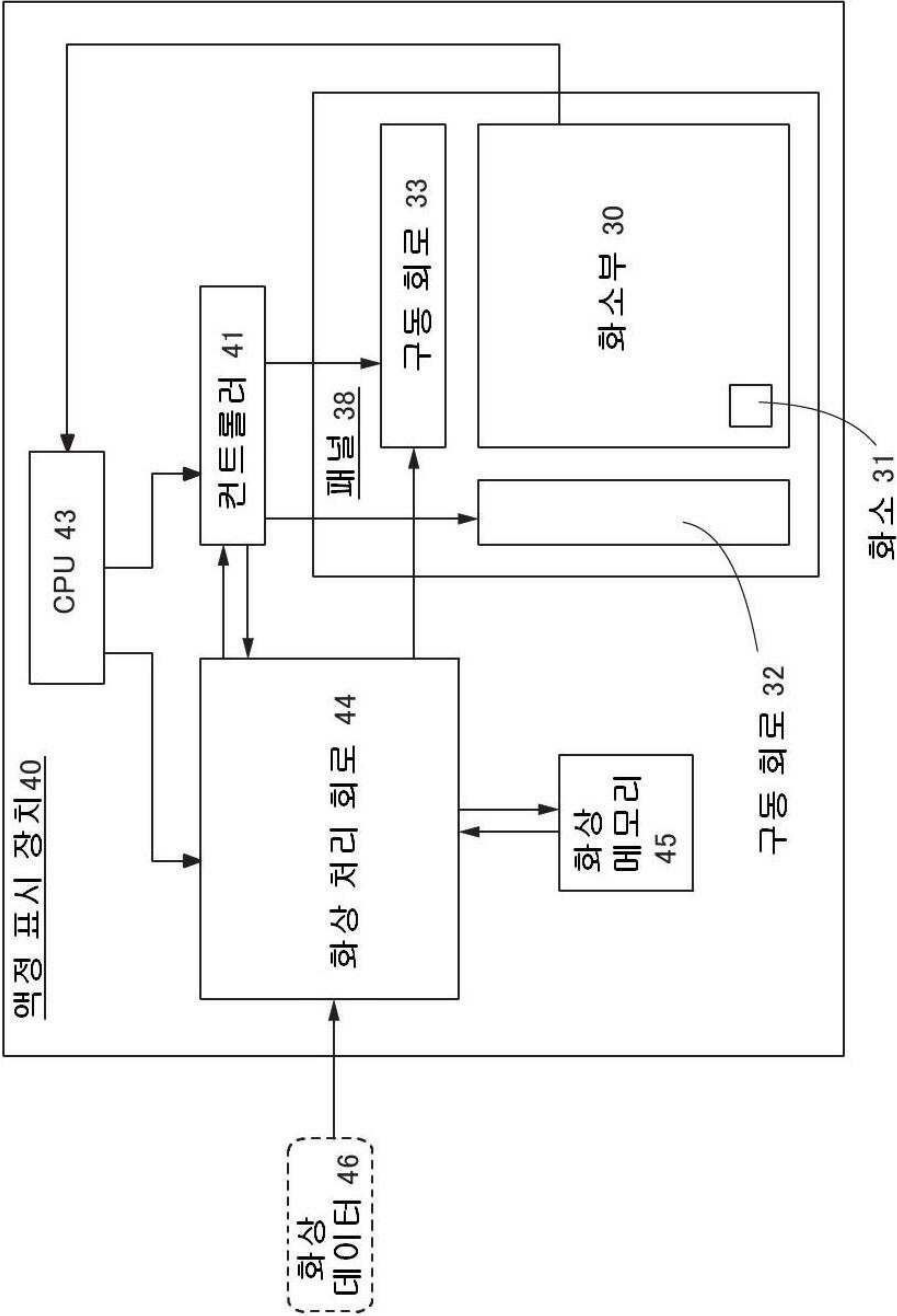 액정 표시 장치40
CPU 43
컨트롤러 41
패널 38
구동 회로 33
화소부 30
화상 처리 회로 44
화상
메모리
45
화상
데이터 46
구동 회로 32
화소 31